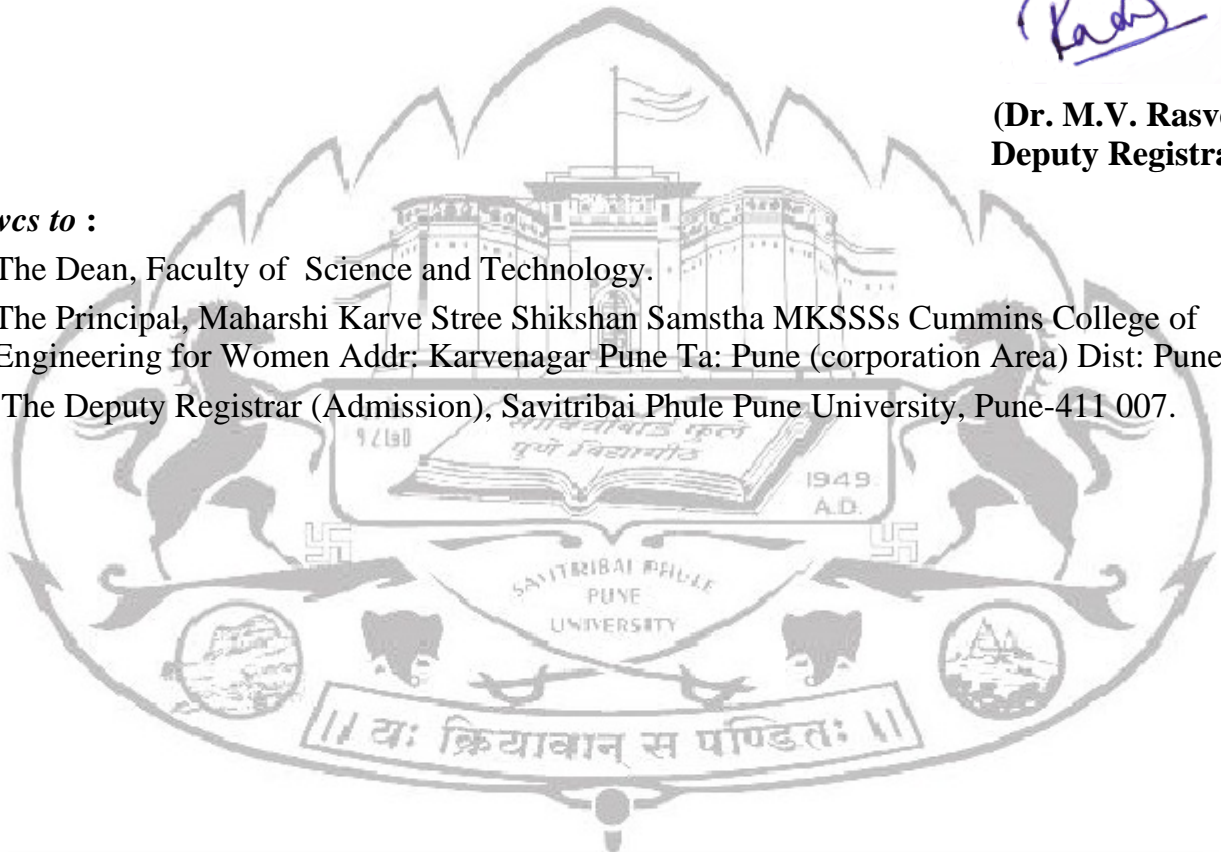 (Dr. M.V. Rasv
Deputy Registra
wcs to :
The Dean, Faculty of Science and Technology.
The Principal, Maharshi Karve Stree Shikshan Samstha MKSSSs Cummins College of
Engineering for Women Addr: Karvenagar Pune Ta: Pune (corporation Area) Dist: Pune
The Deputy Registrar (Admission), Savitribai Phule Pune University, Pune-411 007.
सावित्रीबाई फुले
पुणे विद्यापीठ
1949
A.D.
SAVITRIBAI PHULE
PUNE
UNIVERSITY
।। यः क्रियावान् स पण्डितः ।।